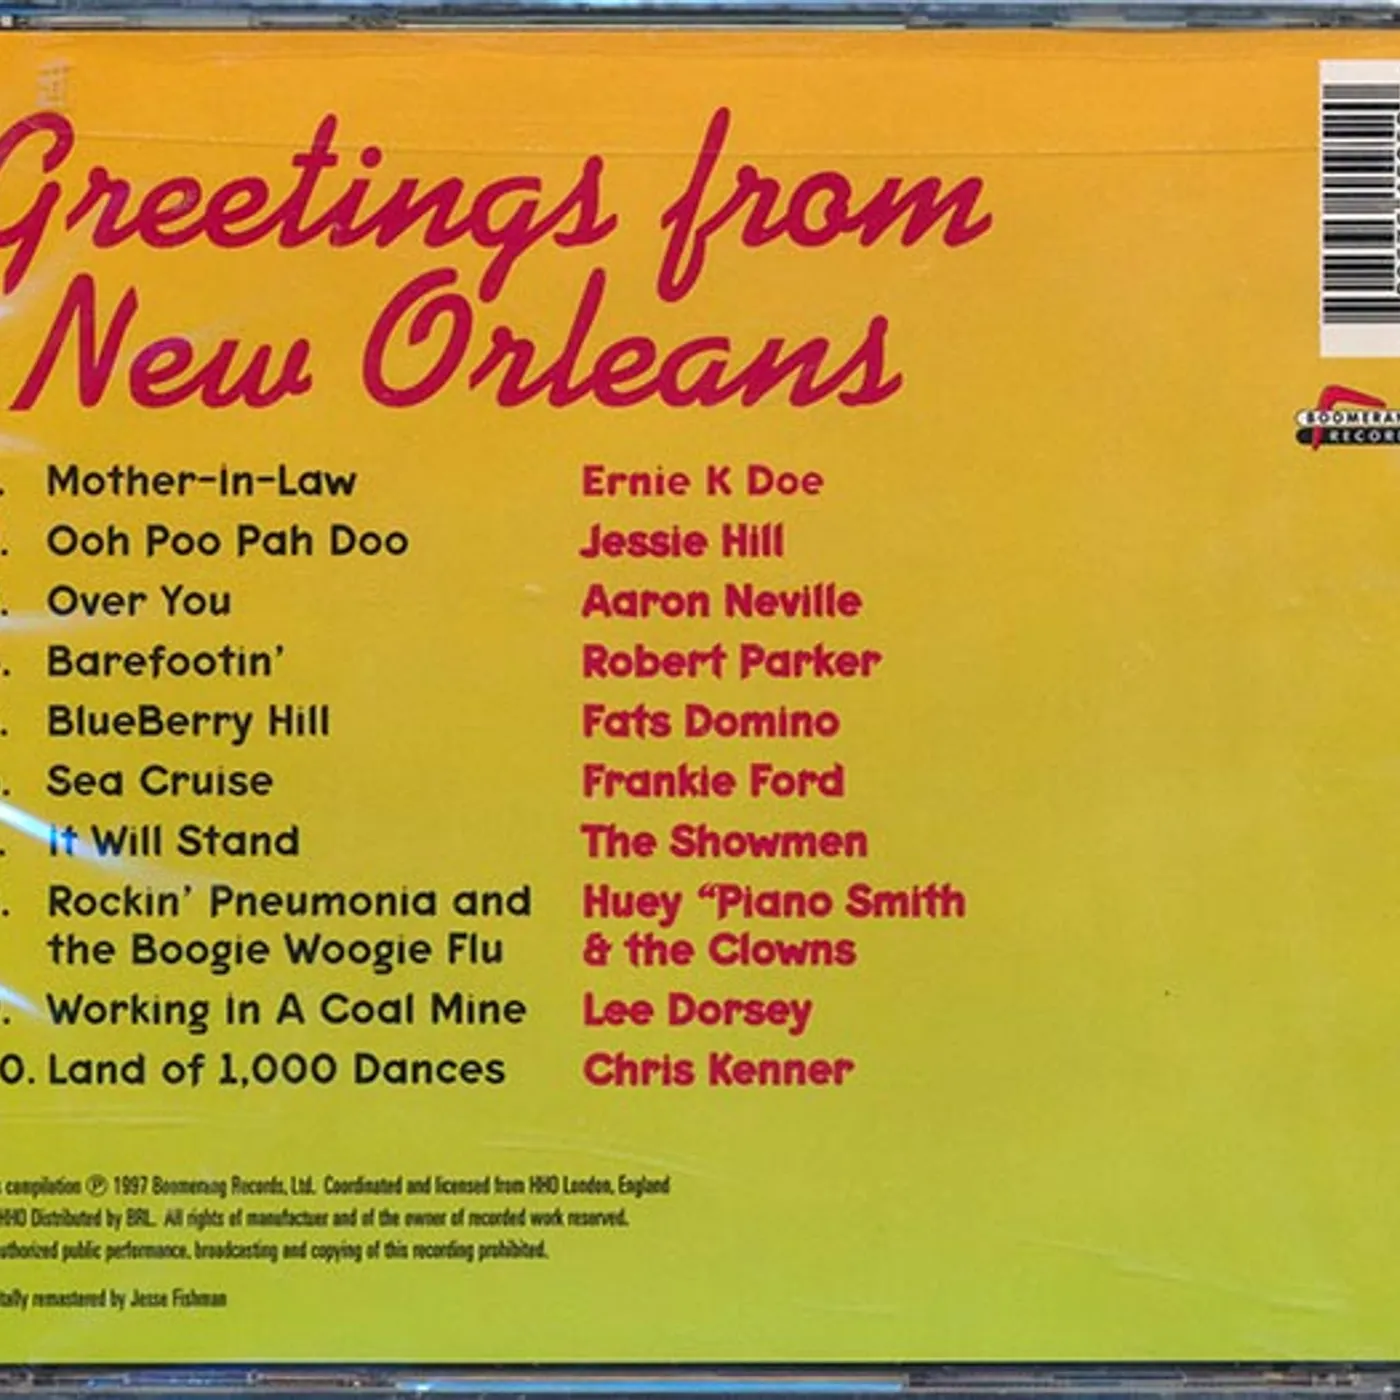 Greetings from
New Orleans
BOOMERAN
RECOR
. Mother-In-Law Ernie K Doe
. Ooh Poo Pah Doo Jessie Hill
. Over You Aaron Neville
. Barefootin' Robert Parker
. BlueBerry Hill Fats Domino
. Sea Cruise Frankie Ford
. It Will Stand The Showmen
. Rockin' Pneumonia and Huey “Piano Smith
the Boogie Woogie Flu & the Clowns
. Working In A Coal Mine Lee Dorsey
0. Land of 1,000 Dances Chris Kenner
s compilation ℗ 1997 Boomerang Records, Ltd. Coordinated and licensed from HHO London, England
HHO Distributed by BRL. All rights of manufactuer and of the owner of recorded work reserved.
uthorized public performance, broadcasting and copying of this recording prohibited.
tally remastered by Jesse Fishman